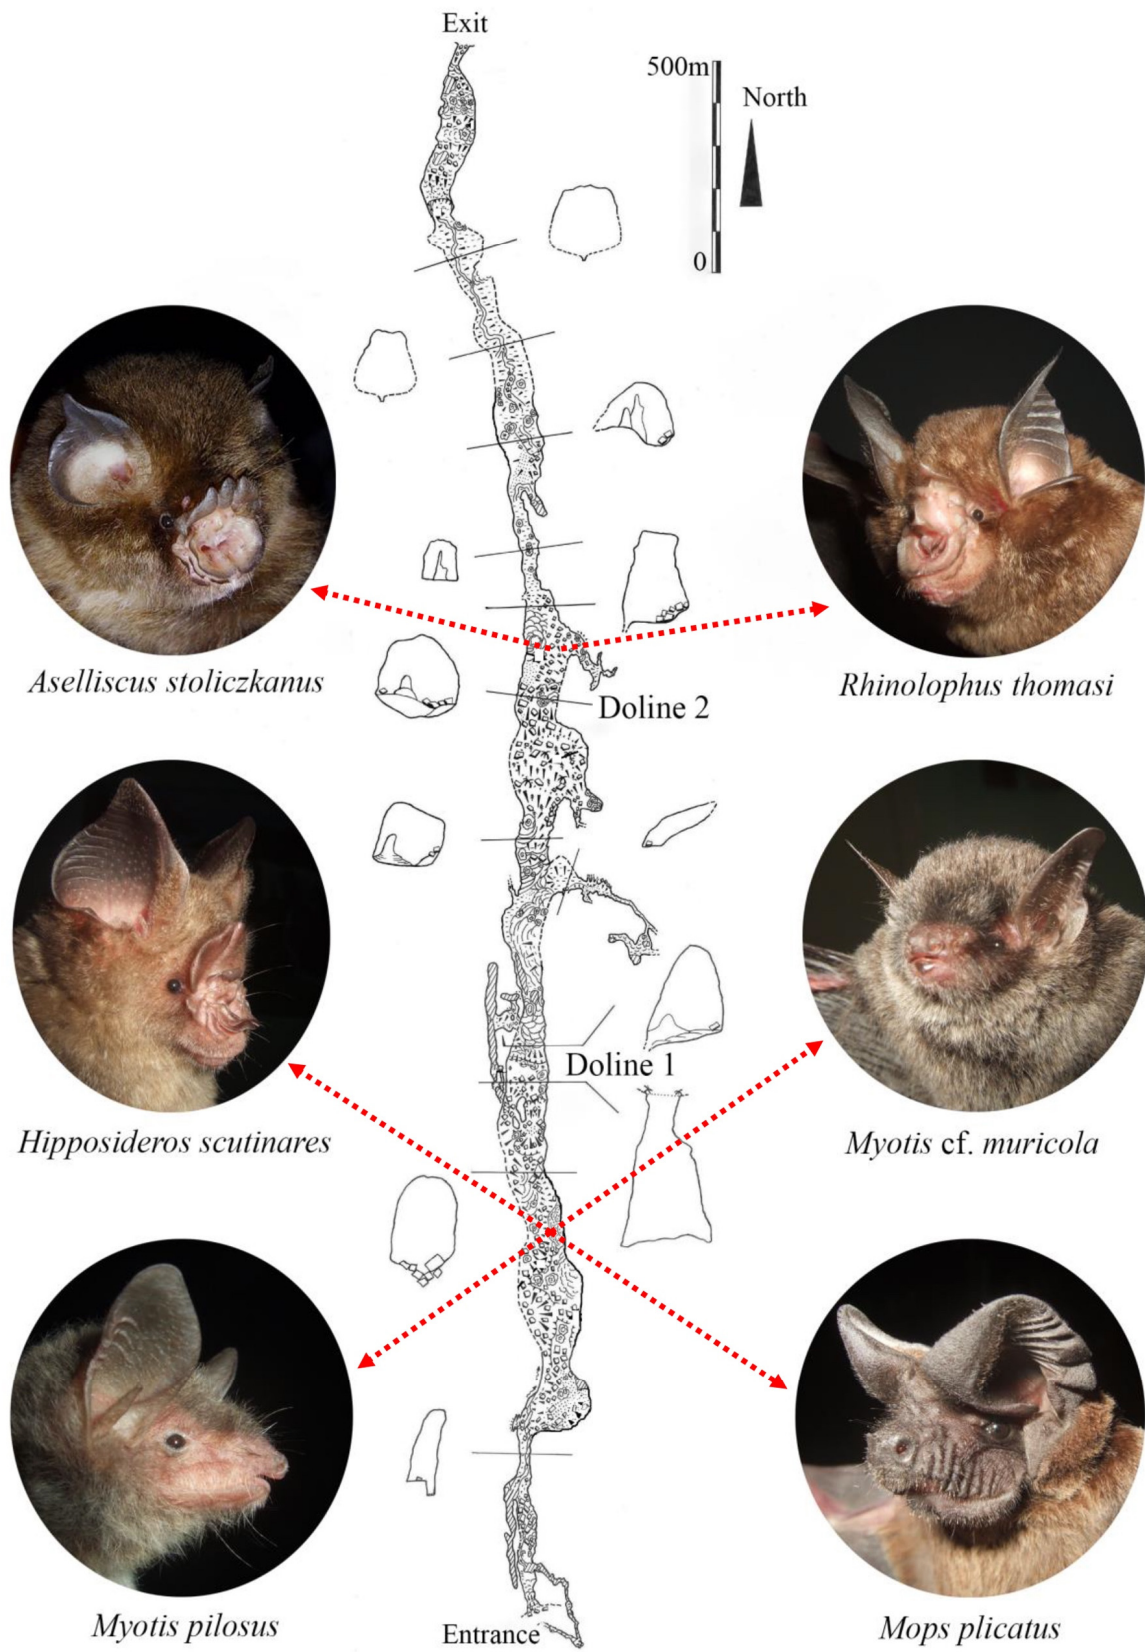 Exit
500m
North
0
Aselliscus stoliczkanus
Rhinolophus thomasi
Doline 2
Doline 1
Hipposideros scutinares
Myotis cf. muricola
Myotis pilosus
Entrance
Mops plicatus